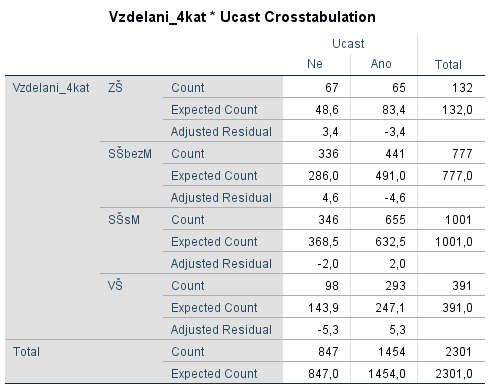 Vzdelani_4kat * Ucast Crosstabulation
Ucast
Ne Ano Total
Vzdelani_4kat ZŠ Count 67 65 132
Expected Count 48,6 83,4 132,0
Adjusted Residual 3,4 -3,4
SŠbezM Count 336 441 777
Expected Count 286,0 491,0 777,0
Adjusted Residual 4,6 -4,6
SŠsM Count 346 655 1001
Expected Count 368,5 632,5 1001,0
Adjusted Residual -2,0 2,0
VŠ Count 98 293 391
Expected Count 143,9 247,1 391,0
Adjusted Residual -5,3 5,3
Total Count 847 1454 2301
Expected Count 847,0 1454,0 2301,0